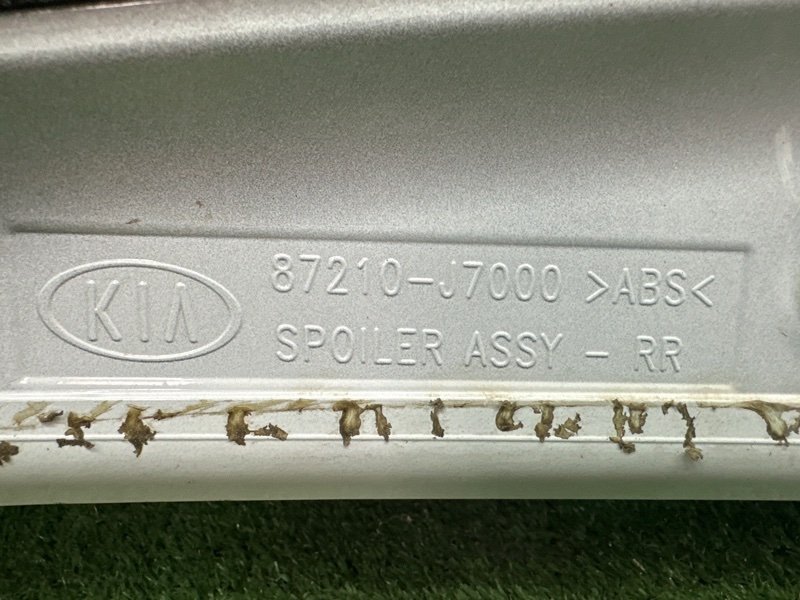 KIA
87210-J7000 >ABS<
SPOILER ASSY - RR